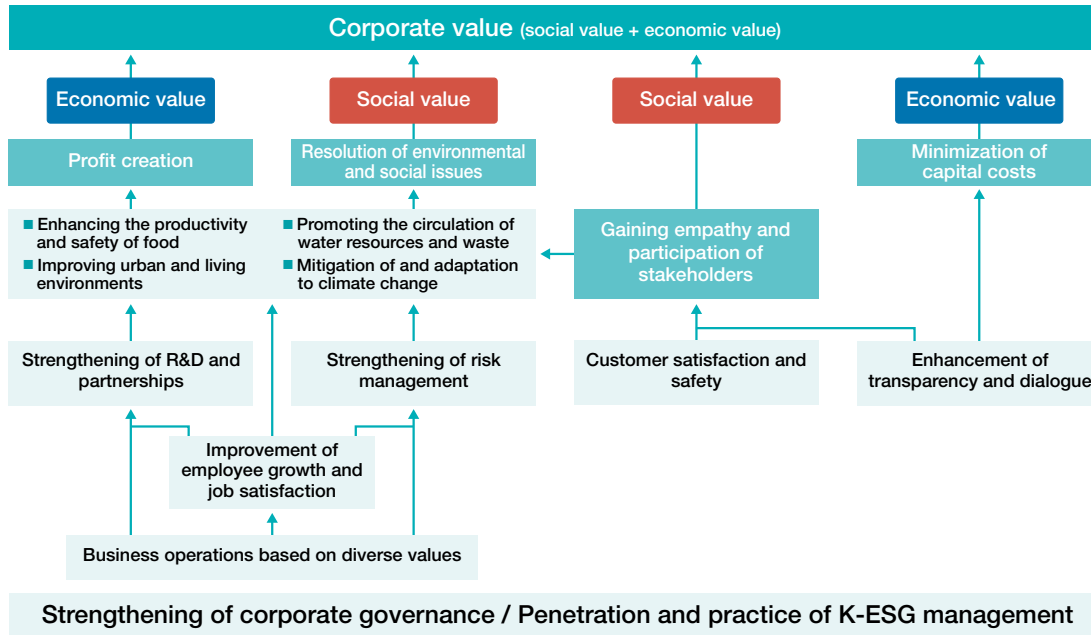 Corporate value (social value + economic value)
Economic value
Social value
Social value
Economic value
Profit creation
Resolution of environmental
and social issues
Minimization of
capital costs
■ Enhancing the productivity
and safety of food
■ Improving urban and living
environments
■ Promoting the circulation of
water resources and waste
■ Mitigation of and adaptation
to climate change
Gaining empathy and
participation of
stakeholders
Strengthening of R&D and
partnerships
Strengthening of risk
management
Customer satisfaction and
safety
Enhancement of
transparency and dialogue
Improvement of
employee growth and
job satisfaction
Business operations based on diverse values
Strengthening of corporate governance / Penetration and practice of K-ESG management